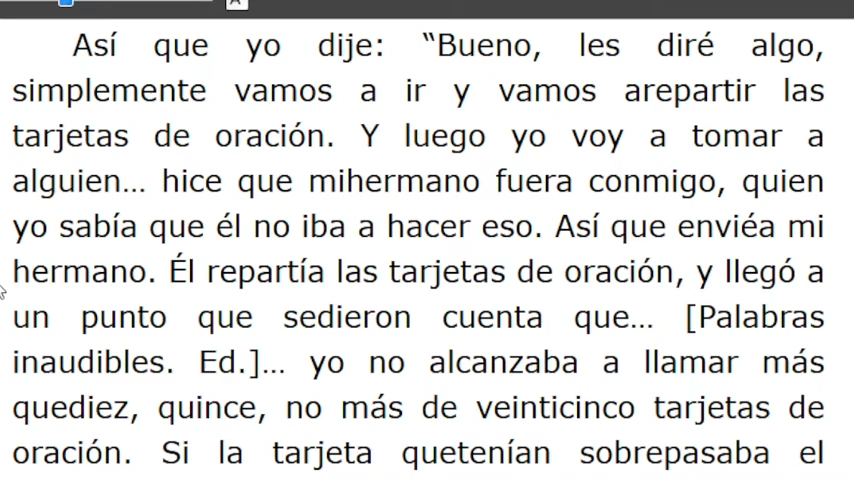 Así que yo dije: “Bueno, les diré algo,
simplemente vamos a ir y vamos arepartir las
tarjetas de oración. Y luego yo voy a tomar a
alguien… hice que mihermano fuera conmigo, quien
yo sabía que él no iba a hacer eso. Así que enviéa mi
hermano. Él repartía las tarjetas de oración, y llegó a
un punto que sedieron cuenta que… [Palabras
inaudibles. Ed.]… yo no alcanzaba a llamar más
quediez, quince, no más de veinticinco tarjetas de
oración. Si la tarjeta quetenían sobrepasaba el